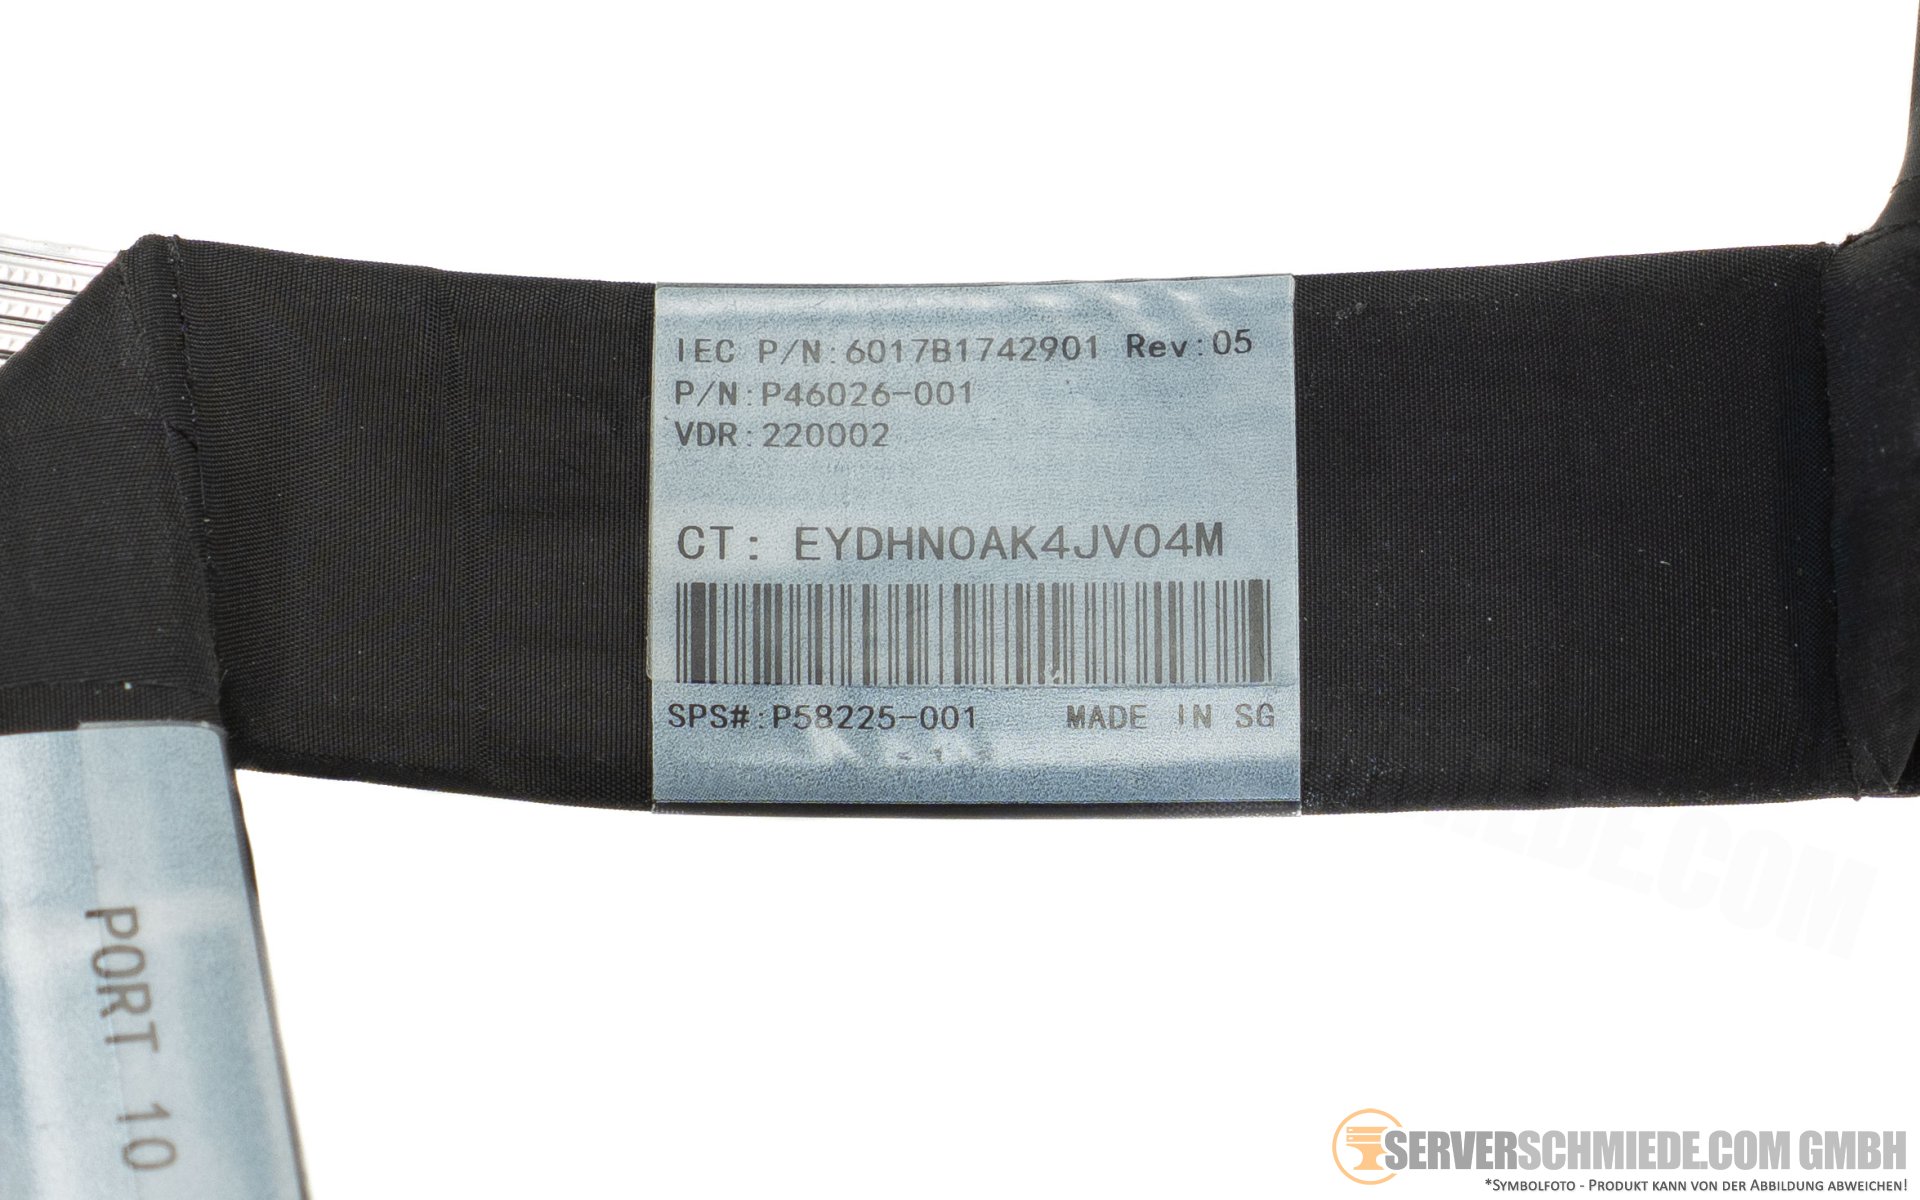 IEC P/N:6017B1742901 Rev:05
P/N:P46026-001
VDR:220002
CT: EYDHN0AK4JV04M
SPS#:P58225-001 MADE IN SG
PORT 10
SERVERSCHMIEDE.COM GMBH
*SYMBOLFOTO - PRODUKT KANN VON DER ABBILDUNG ABWEICHEN!